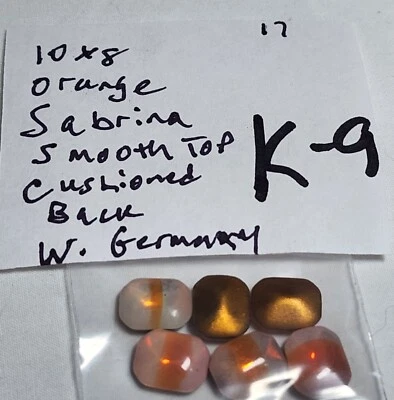 17
10x8
orange
Sabrina
Smooth Top
Cushioned
Back
W. Germany
K-9